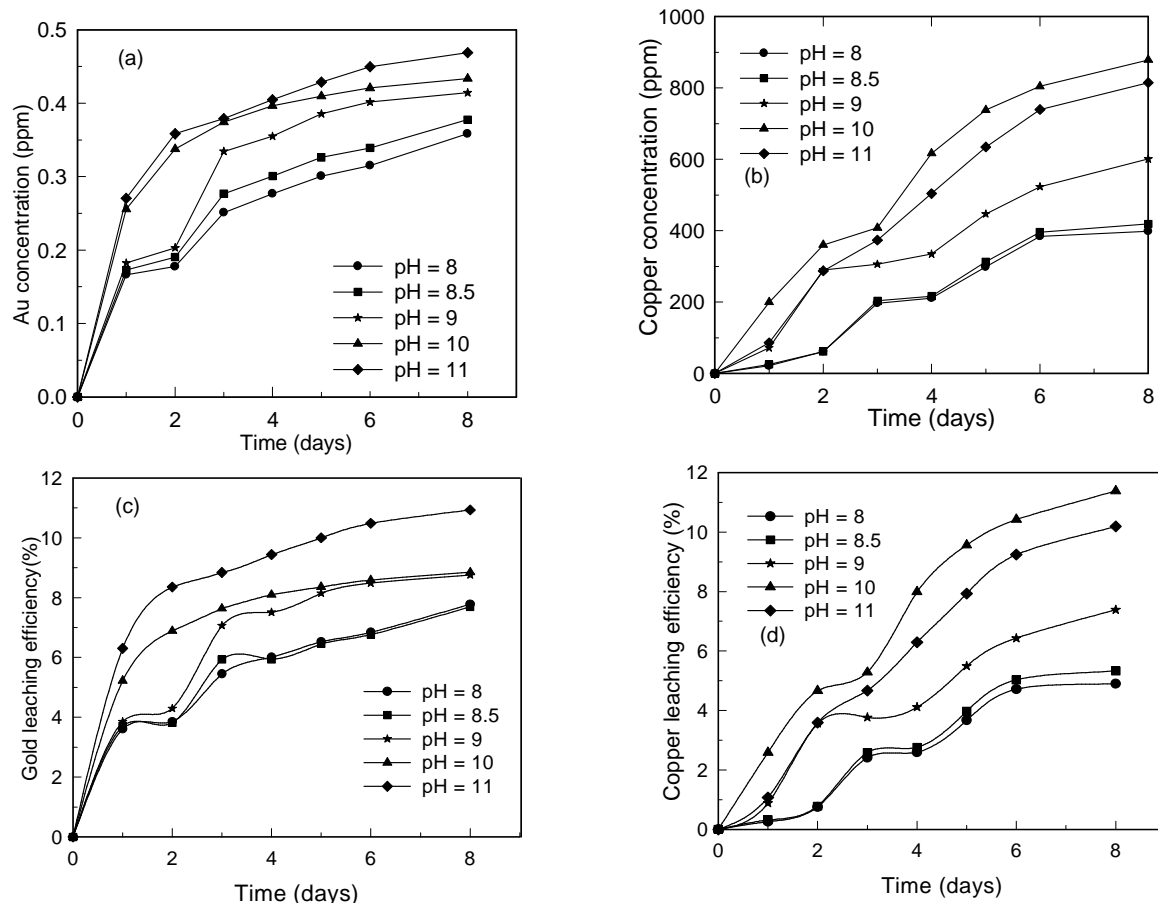 (a)
Au concentration (ppm)
0.5
0.4
0.3
0.2
0.1
0.0
pH = 8
pH = 8.5
pH = 9
pH = 10
pH = 11
0 2 4 6 8
Time (days)
(b)
Copper concentration (ppm)
1000
800
600
400
200
0
pH = 8
pH = 8.5
pH = 9
pH = 10
pH = 11
0 2 4 6 8
Time (days)
(c)
Gold leaching efficiency(%)
12
10
8
6
4
2
0
pH = 8
pH = 8.5
pH = 9
pH = 10
pH = 11
0 2 4 6 8
Time (days)
(d)
Copper leaching efficiency (%)
12
10
8
6
4
2
0
pH = 8
pH = 8.5
pH = 9
pH = 10
pH = 11
0 2 4 6 8
Time (days)